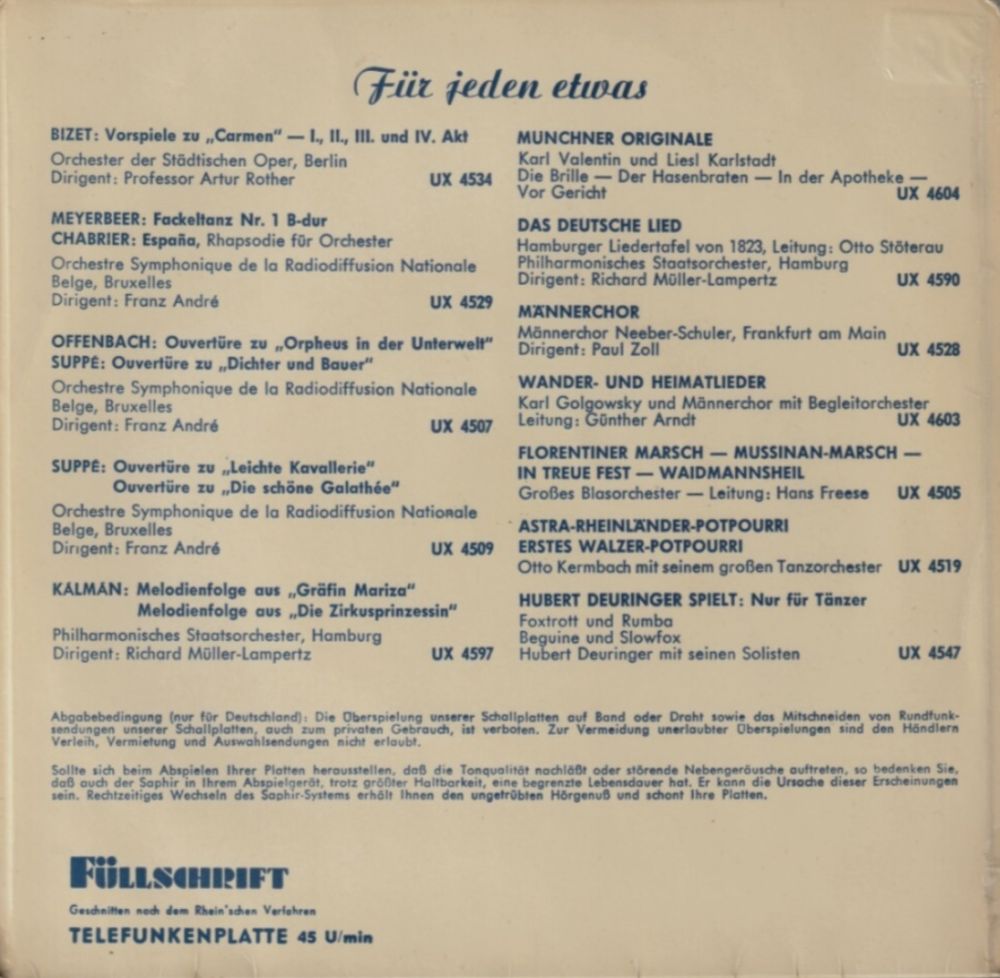 Für jeden etwas
BIZET: Vorspiele zu „Carmen“ — I., II., III. und IV. Akt
Orchester der Städtischen Oper, Berlin
Dirigent: Professor Artur Rother UX 4534
MEYERBEER: Fackeltanz Nr. 1 B-dur
CHABRIER: España, Rhapsodie für Orchester
Orchestre Symphonique de la Radiodiffusion Nationale
Belge, Bruxelles
Dirigent: Franz André UX 4529
OFFENBACH: Ouvertüre zu „Orpheus in der Unterwelt“
SUPPÉ: Ouvertüre zu „Dichter und Bauer“
Orchestre Symphonique de la Radiodiffusion Nationale
Belge, Bruxelles
Dirigent: Franz André UX 4507
SUPPÉ: Ouvertüre zu „Leichte Kavallerie“
Ouvertüre zu „Die schöne Galathée“
Orchestre Symphonique de la Radiodiffusion Nationale
Belge, Bruxelles
Dirigent: Franz André UX 4509
KÁLMÁN: Melodienfolge aus „Gräfin Mariza“
Melodienfolge aus „Die Zirkusprinzessin“
Philharmonisches Staatsorchester, Hamburg
Dirigent: Richard Müller-Lampertz UX 4597
MÜNCHNER ORIGINALE
Karl Valentin und Liesl Karlstadt
Die Brille — Der Hasenbraten — In der Apotheke —
Vor Gericht UX 4604
DAS DEUTSCHE LIED
Hamburger Liedertafel von 1823, Leitung: Otto Stöterau
Philharmonisches Staatsorchester, Hamburg
Dirigent: Richard Müller-Lampertz UX 4590
MÄNNERCHOR
Männerchor Neeber-Schuler, Frankfurt am Main
Dirigent: Paul Zoll UX 4528
WANDER- UND HEIMATLIEDER
Karl Golgowsky und Männerchor mit Begleitorchester
Leitung: Günther Arndt UX 4603
FLORENTINER MARSCH — MUSSINAN-MARSCH —
IN TREUE FEST — WAIDMANNSHEIL
Großes Blasorchester — Leitung: Hans Freese UX 4505
ASTRA-RHEINLÄNDER-POTPOURRI
ERSTES WALZER-POTPOURRI
Otto Kermbach mit seinem großen Tanzorchester UX 4519
HUBERT DEURINGER SPIELT: Nur für Tänzer
Foxtrott und Rumba
Beguine und Slowfox
Hubert Deuringer mit seinen Solisten UX 4547
Abgabebedingung (nur für Deutschland): Die Überspielung unserer Schallplatten auf Band oder Draht sowie das Mitschneiden von Rundfunk-
sendungen unserer Schallplatten, auch zum privaten Gebrauch, ist verboten. Zur Vermeidung unerlaubter Überspielungen sind den Händlern
Verleih, Vermietung und Auswahlsendungen nicht erlaubt.
Sollte sich beim Abspielen Ihrer Platten herausstellen, daß die Tonqualität nachläßt oder störende Nebengeräusche auftreten, so bedenken Sie,
daß auch der Saphir in Ihrem Abspielgerät, trotz größter Haltbarkeit, eine begrenzte Lebensdauer hat. Er kann die Ursache dieser Erscheinungen
sein. Rechtzeitiges Wechseln des Saphir-Systems erhält Ihnen den ungetrübten Hörgenuß und schont Ihre Platten.
FÜLLSCHRIFT
Geschnitten nach dem Rhein'schen Verfahren
TELEFUNKENPLATTE 45 U/min